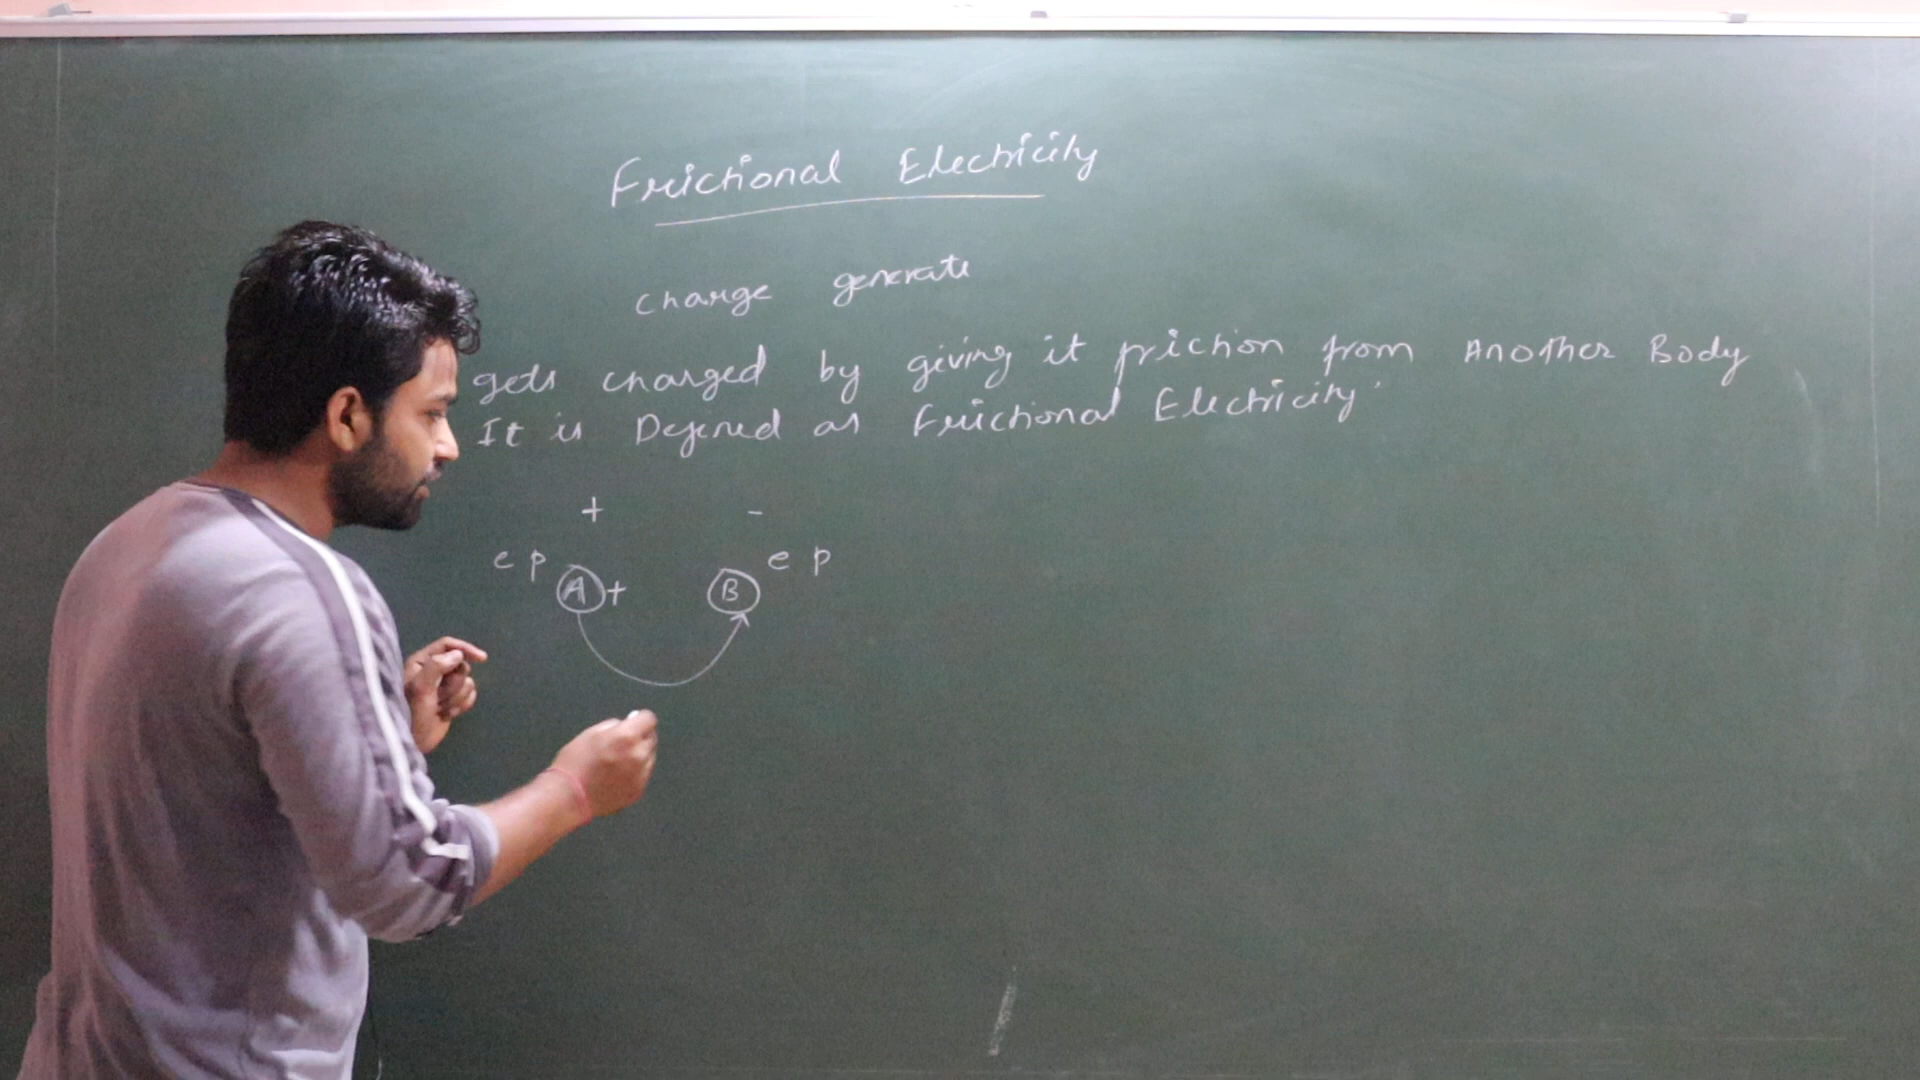 Frictional Electricity
charge generate
gets charged by giving it friction from Another Body
It is Defined as Frictional Electricity.
+ -
e p A + B e p